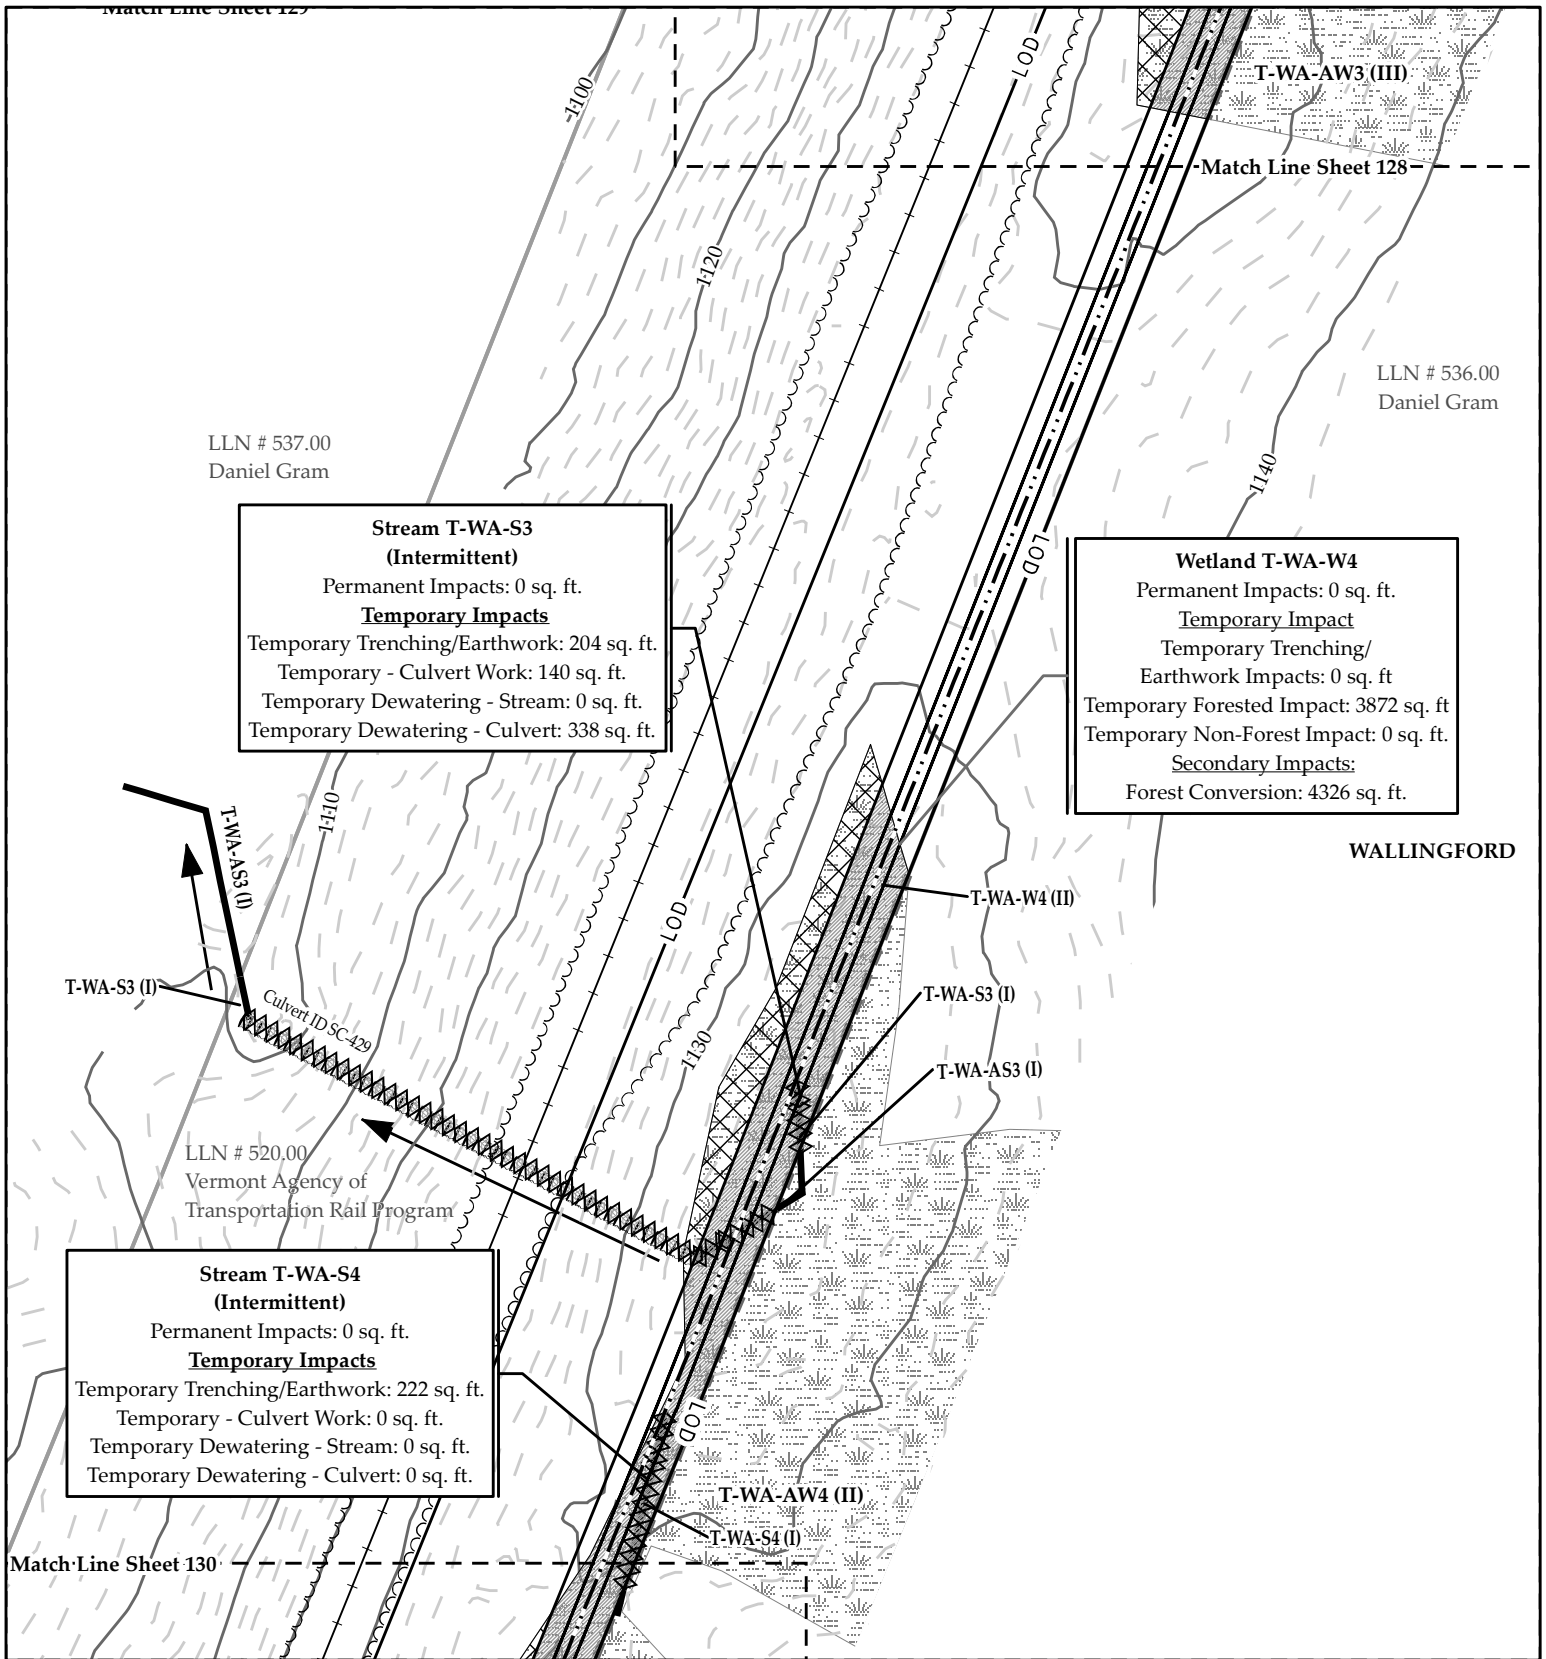 Match Line Sheet 129
1100
LOD
T-WA-AW3 (III)
Match Line Sheet 128
1120
LLN # 536.00
Daniel Gram
LLN # 537.00
Daniel Gram
1140
LOD
Stream T-WA-S3
(Intermittent)
Permanent Impacts: 0 sq. ft.
Temporary Impacts
Temporary Trenching/Earthwork: 204 sq. ft.
Temporary - Culvert Work: 140 sq. ft.
Temporary Dewatering - Stream: 0 sq. ft.
Temporary Dewatering - Culvert: 338 sq. ft.
Wetland T-WA-W4
Permanent Impacts: 0 sq. ft.
Temporary Impact
Temporary Trenching/
Earthwork Impacts: 0 sq. ft
Temporary Forested Impact: 3872 sq. ft
Temporary Non-Forest Impact: 0 sq. ft.
Secondary Impacts:
Forest Conversion: 4326 sq. ft.
1110
T-WA-AS3 (I)
WALLINGFORD
LOD
T-WA-W4 (II)
T-WA-S3 (I)
T-WA-S3 (I)
Culvert ID SC-429
1130
T-WA-AS3 (I)
LLN # 520.00
Vermont Agency of
Transportation Rail Program
Stream T-WA-S4
(Intermittent)
Permanent Impacts: 0 sq. ft.
Temporary Impacts
Temporary Trenching/Earthwork: 222 sq. ft.
Temporary - Culvert Work: 0 sq. ft.
Temporary Dewatering - Stream: 0 sq. ft.
Temporary Dewatering - Culvert: 0 sq. ft.
LOD
T-WA-AW4 (II)
T-WA-S4 (I)
Match Line Sheet 130